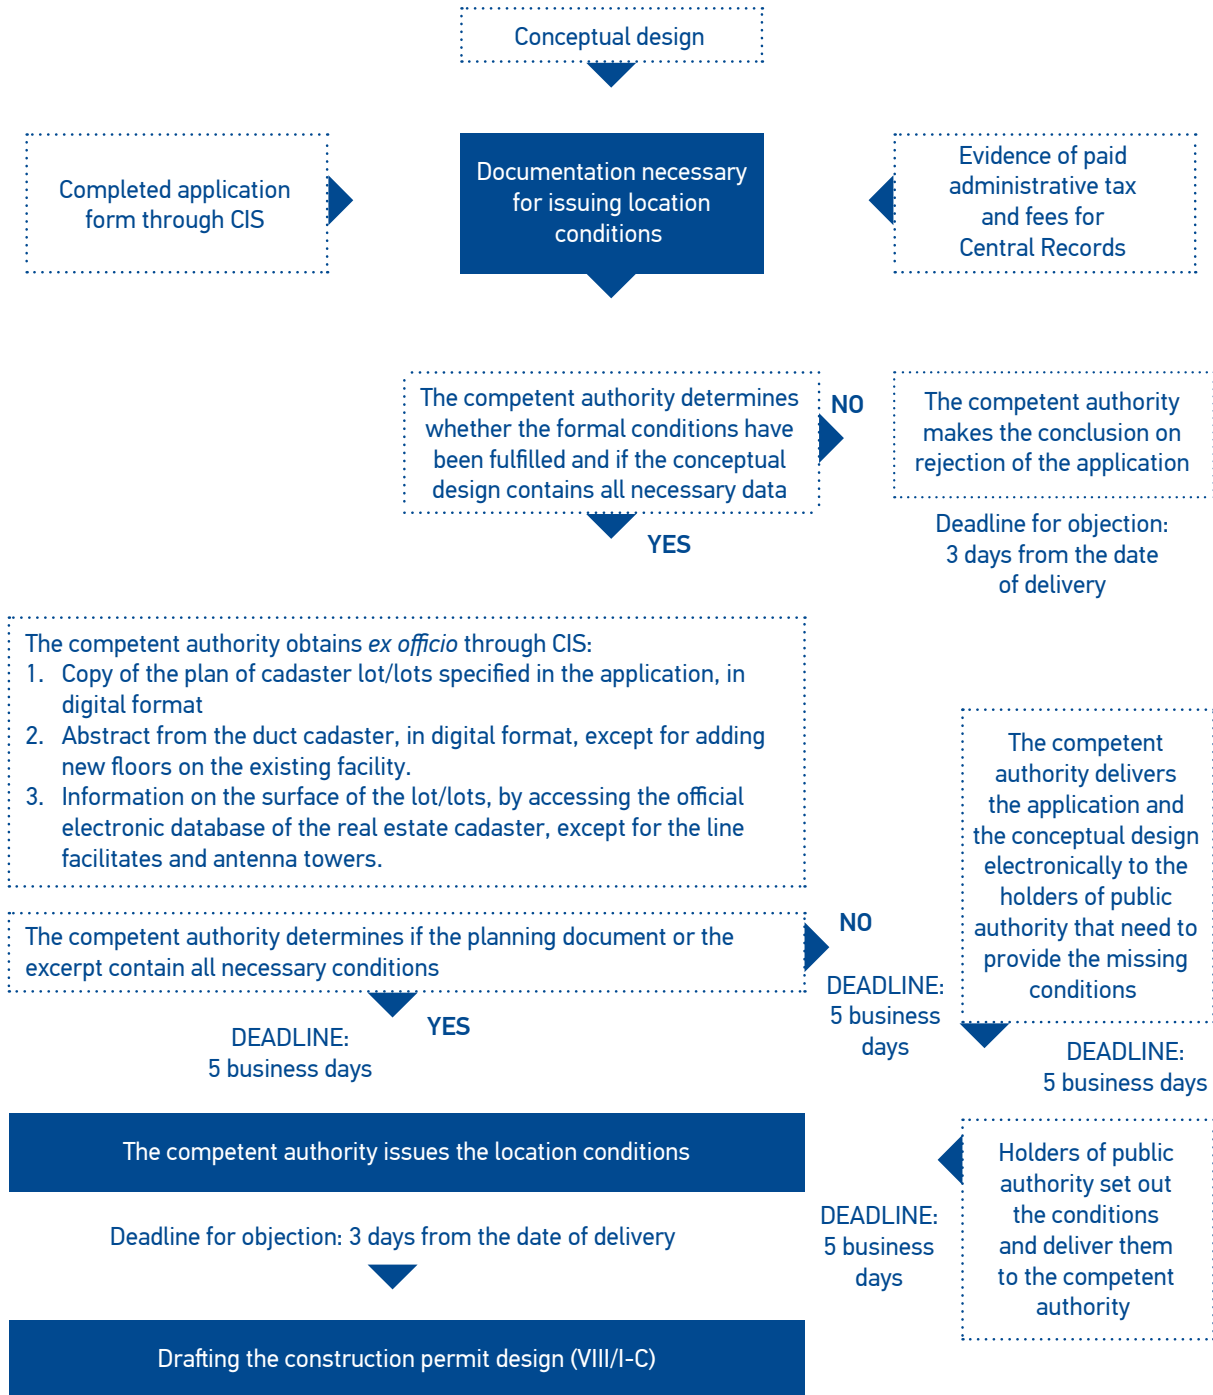 Conceptual design
Completed application
form through CIS
Documentation necessary
for issuing location
conditions
Evidence of paid
administrative tax
and fees for
Central Records
The competent authority determines
whether the formal conditions have
been fulfilled and if the conceptual
design contains all necessary data
NO
The competent authority
makes the conclusion on
rejection of the application
YES
Deadline for objection:
3 days from the date
of delivery
The competent authority obtains ex officio through CIS:
1. Copy of the plan of cadaster lot/lots specified in the application, in
digital format
2. Abstract from the duct cadaster, in digital format, except for adding
new floors on the existing facility.
3. Information on the surface of the lot/lots, by accessing the official
electronic database of the real estate cadaster, except for the line
facilitates and antenna towers.
The competent authority determines if the planning document or the
excerpt contain all necessary conditions
NO
DEADLINE:
5 business
days
The competent
authority delivers
the application and
the conceptual design
electronically to the
holders of public
authority that need to
provide the missing
conditions
YES
DEADLINE:
5 business days
DEADLINE:
5 business days
The competent authority issues the location conditions
DEADLINE:
5 business
days
Holders of public
authority set out
the conditions
and deliver them
to the competent
authority
Deadline for objection: 3 days from the date of delivery
Drafting the construction permit design (VIII/I-C)